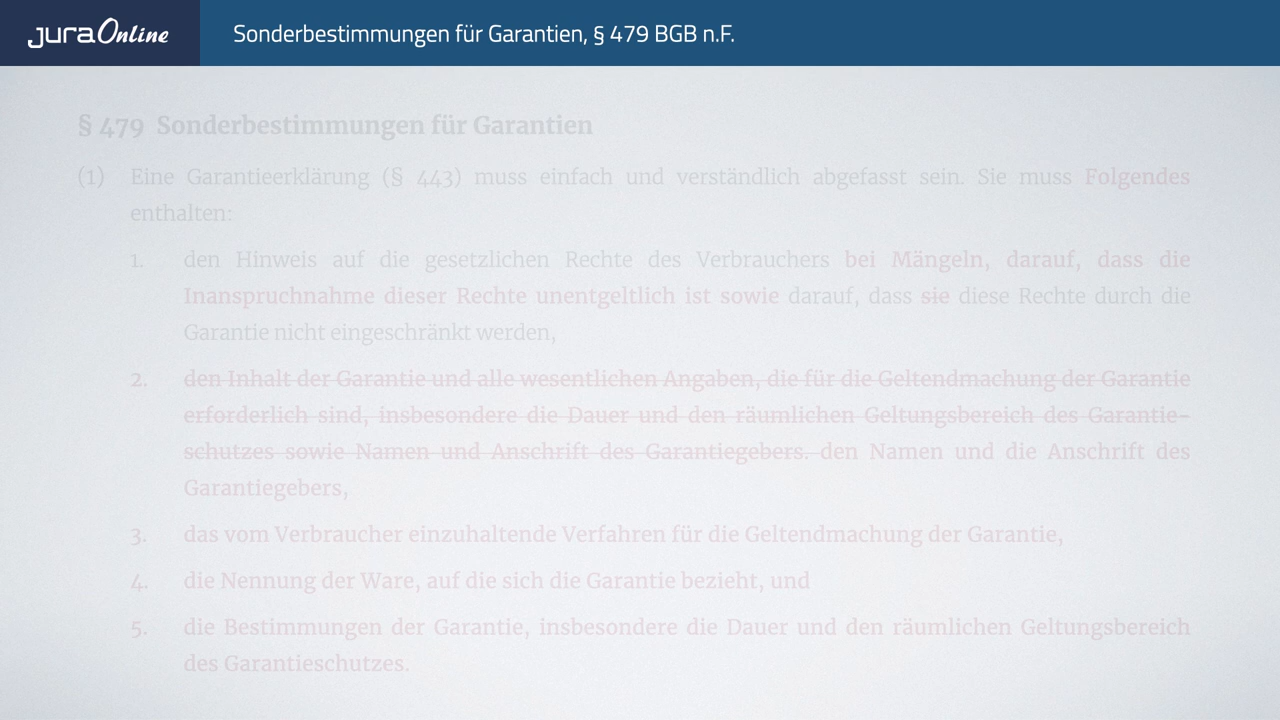 juraOnline
Sonderbestimmungen für Garantien, § 479 BGB n.F.
§ 479 Sonderbestimmungen für Garantien
(1) Eine Garantieerklärung (§ 443) muss einfach und verständlich abgefasst sein. Sie muss Folgendes
enthalten:
1. den Hinweis auf die gesetzlichen Rechte des Verbrauchers bei Mängeln, darauf, dass die
Inanspruchnahme dieser Rechte unentgeltlich ist sowie darauf, dass sie diese Rechte durch die
Garantie nicht eingeschränkt werden,
2. den Inhalt der Garantie und alle wesentlichen Angaben, die für die Geltendmachung der Garantie
erforderlich sind, insbesondere die Dauer und den räumlichen Geltungsbereich des Garantie-
schutzes sowie Namen und Anschrift des Garantiegebers. den Namen und die Anschrift des
Garantiegebers,
3. das vom Verbraucher einzuhaltende Verfahren für die Geltendmachung der Garantie,
4. die Nennung der Ware, auf die sich die Garantie bezieht, und
5. die Bestimmungen der Garantie, insbesondere die Dauer und den räumlichen Geltungsbereich
des Garantieschutzes.